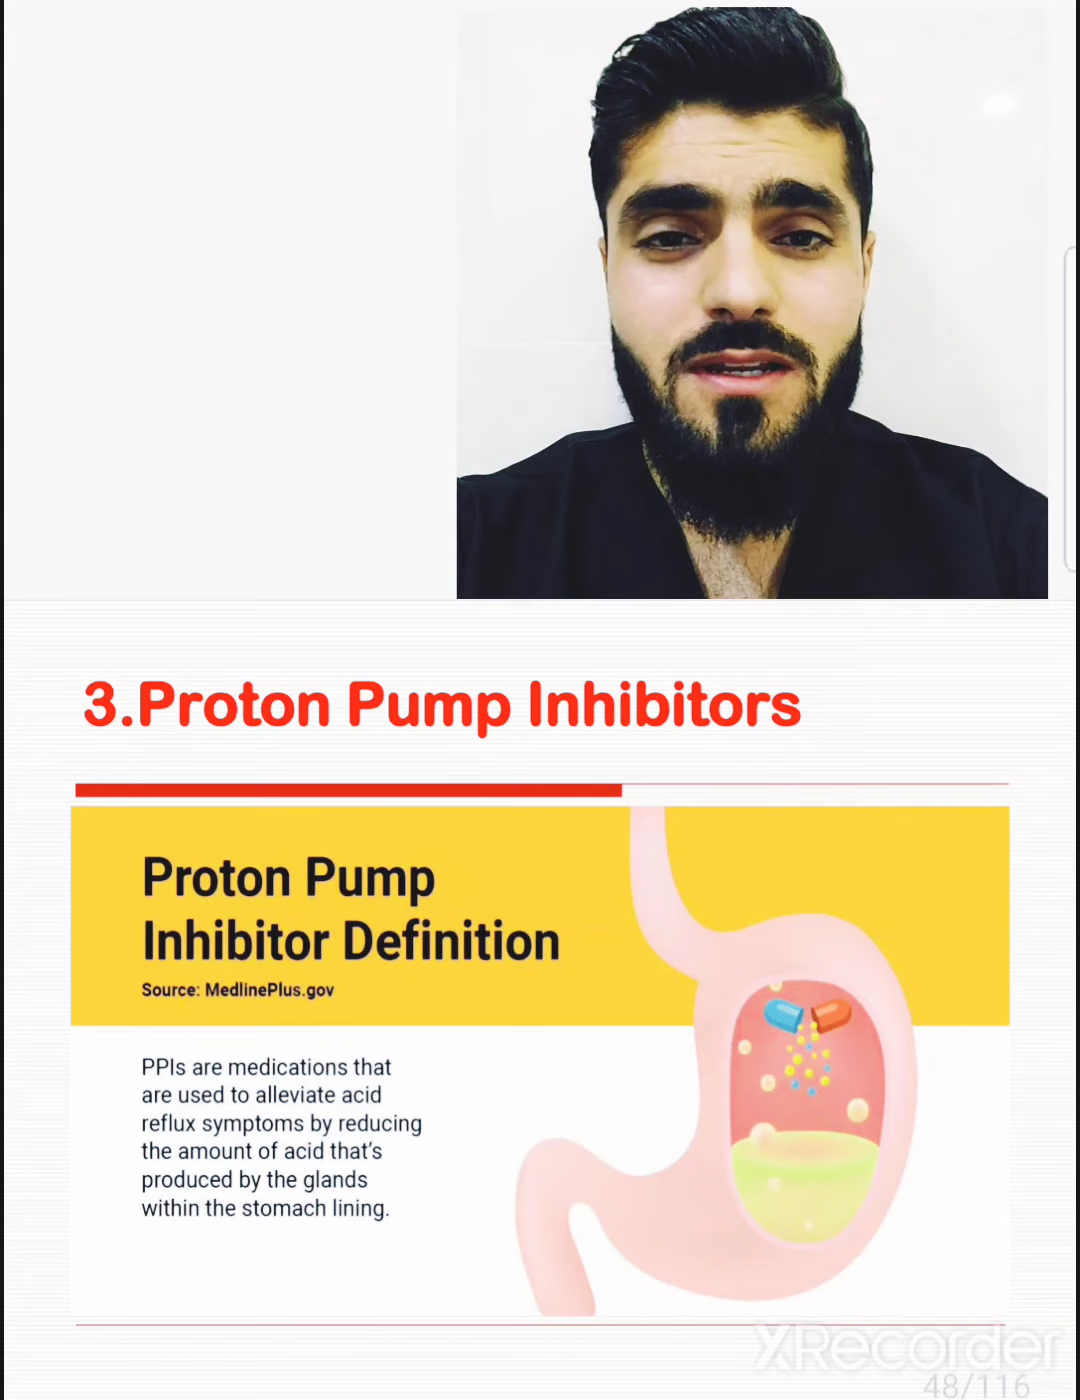 3.Proton Pump Inhibitors
Proton Pump
Inhibitor Definition
Source: MedlinePlus.gov
PPIs are medications that
are used to alleviate acid
reflux symptoms by reducing
the amount of acid that's
produced by the glands
within the stomach lining.
XRecorder
48/116